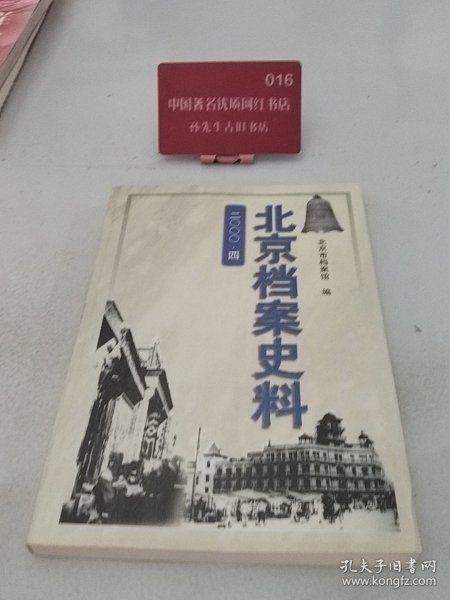 016
中国著名优质网红书店
孙先生古旧书店
北京档案史料
二○○○·四
北京市档案馆 编
孔夫子旧书网
www.kongfz.com